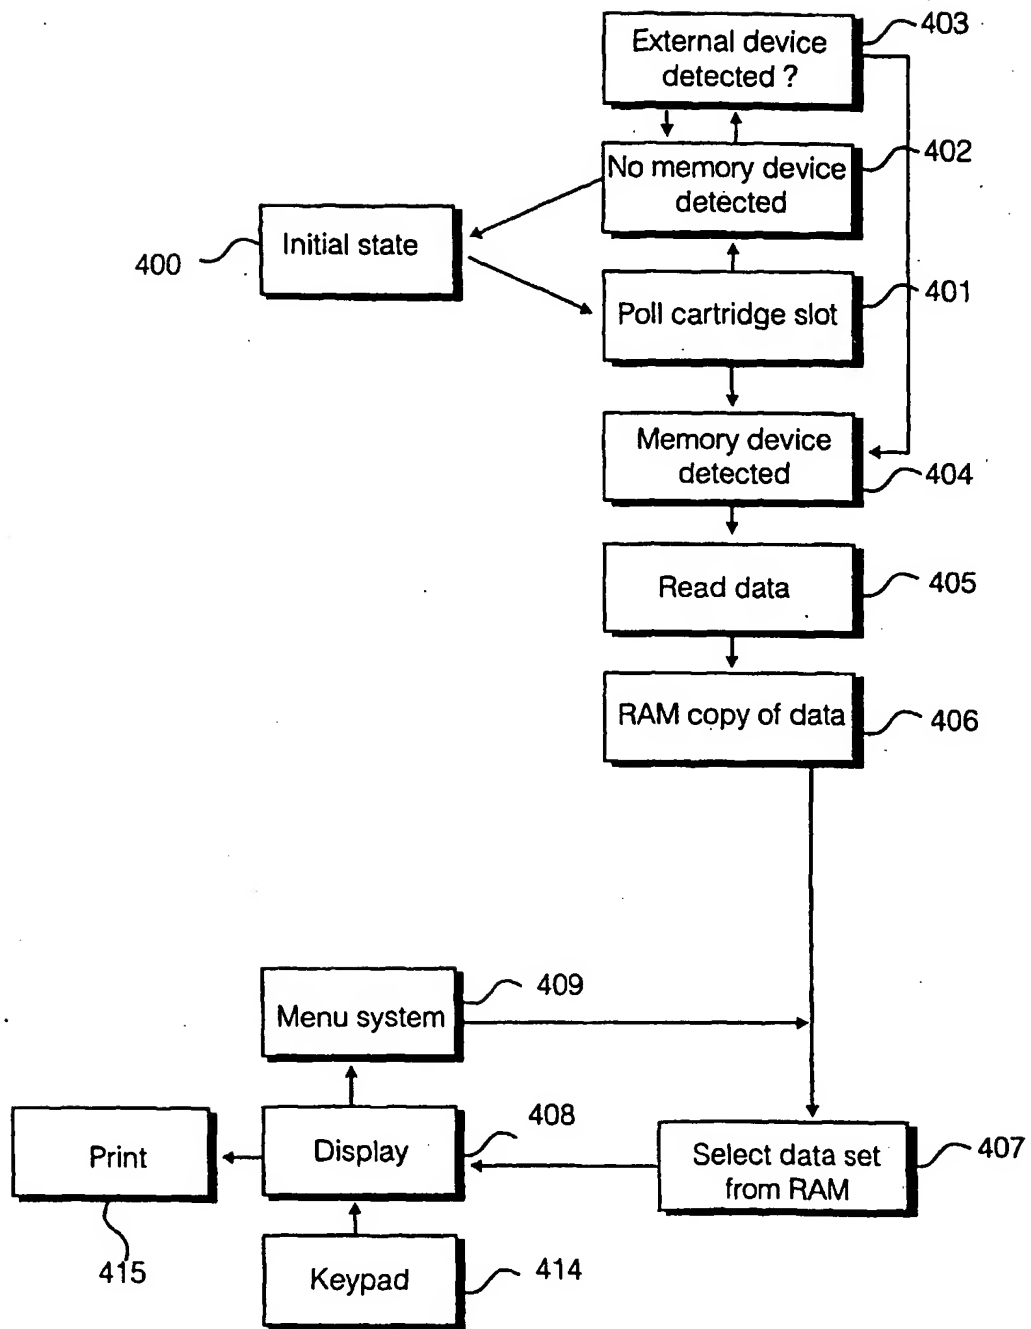 External device
detected ?
403
No memory device
detected
402
Initial state
400
Poll cartridge slot
401
Memory device
detected
404
Read data
405
RAM copy of data
406
Menu system
409
Print
415
Display
408
Select data set
from RAM
407
Keypad
414